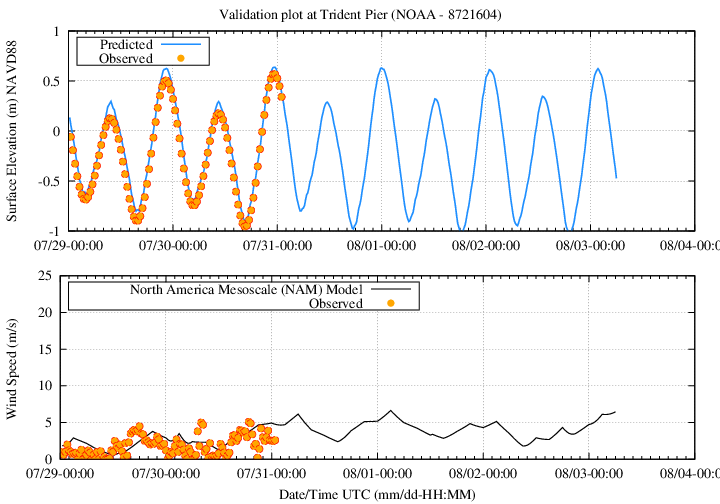 Validation plot at Trident Pier (NOAA - 8721604)
Surface Elevation (m) NAVD88
Predicted
Observed
1
0.5
0
-0.5
-1
07/29-00:00 07/30-00:00 07/31-00:00 08/01-00:00 08/02-00:00 08/03-00:00 08/04-00:00
Wind Speed (m/s)
North America Mesoscale (NAM) Model
Observed
25
20
15
10
5
0
07/29-00:00 07/30-00:00 07/31-00:00 08/01-00:00 08/02-00:00 08/03-00:00 08/04-00:00
Date/Time UTC (mm/dd-HH:MM)